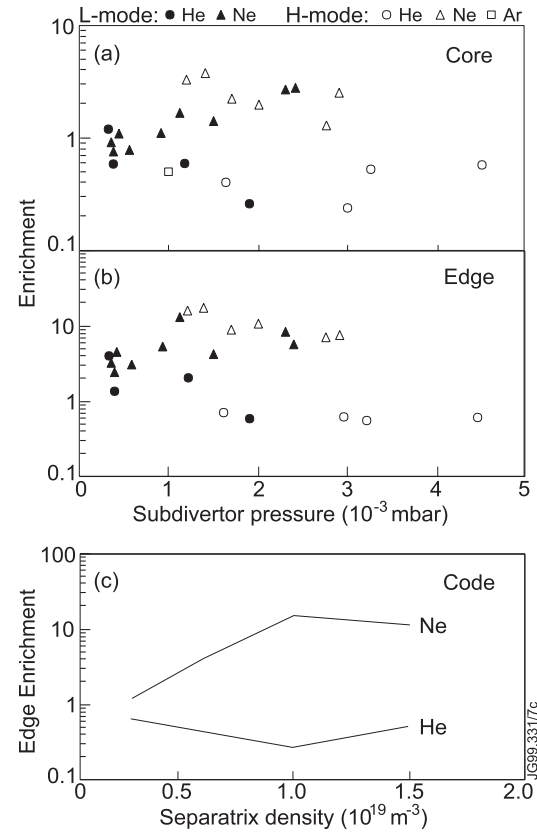 L-mode: ● He ▲ Ne H-mode: ○ He △ Ne □ Ar
10
(a)
Core
1
0.1
Enrichment
(b)
Edge
10
1
0.1
0 1 2 3 4 5
Subdivertor pressure (10⁻³ mbar)
100
(c)
Code
10
Ne
1
He
0.1
Edge Enrichment
0 0.5 1.0 1.5 2.0
Separatrix density (10¹⁹ m⁻³)
JG99.331/7c